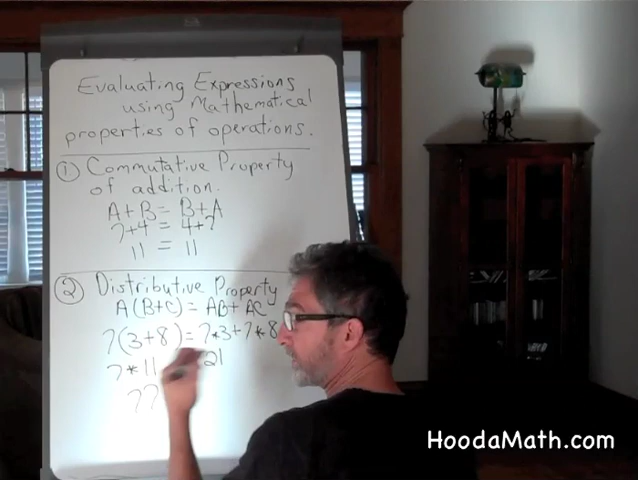 Evaluating Expressions
using Mathematical
properties of operations.
① Commutative Property
of addition.
A+B = B+A
7+4 = 4+7
11 = 11
② Distributive Property
A(B+C) = AB+AC
7(3+8)=7*3+7*8
7*11 21
77
HoodaMath.com